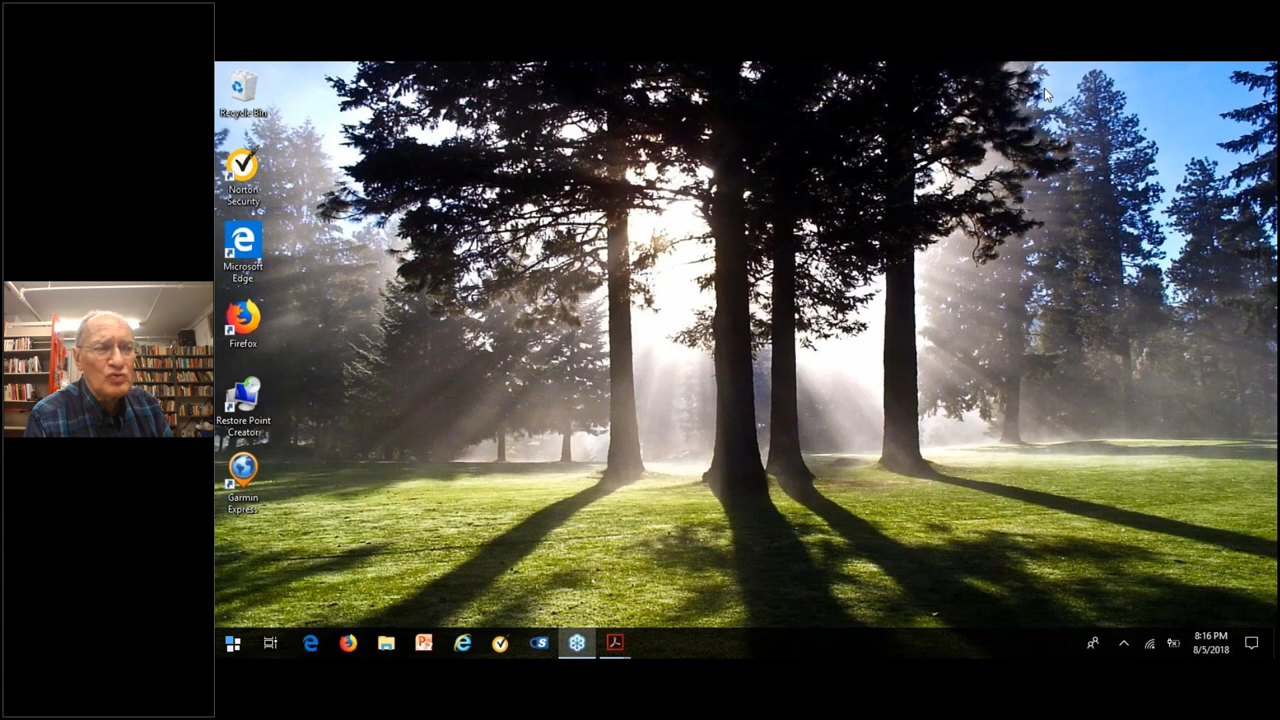 Recycle Bin
Norton
Security
Microsoft
Edge
Firefox
Restore Point
Creator
Garmin
Express
8:16 PM
8/5/2018